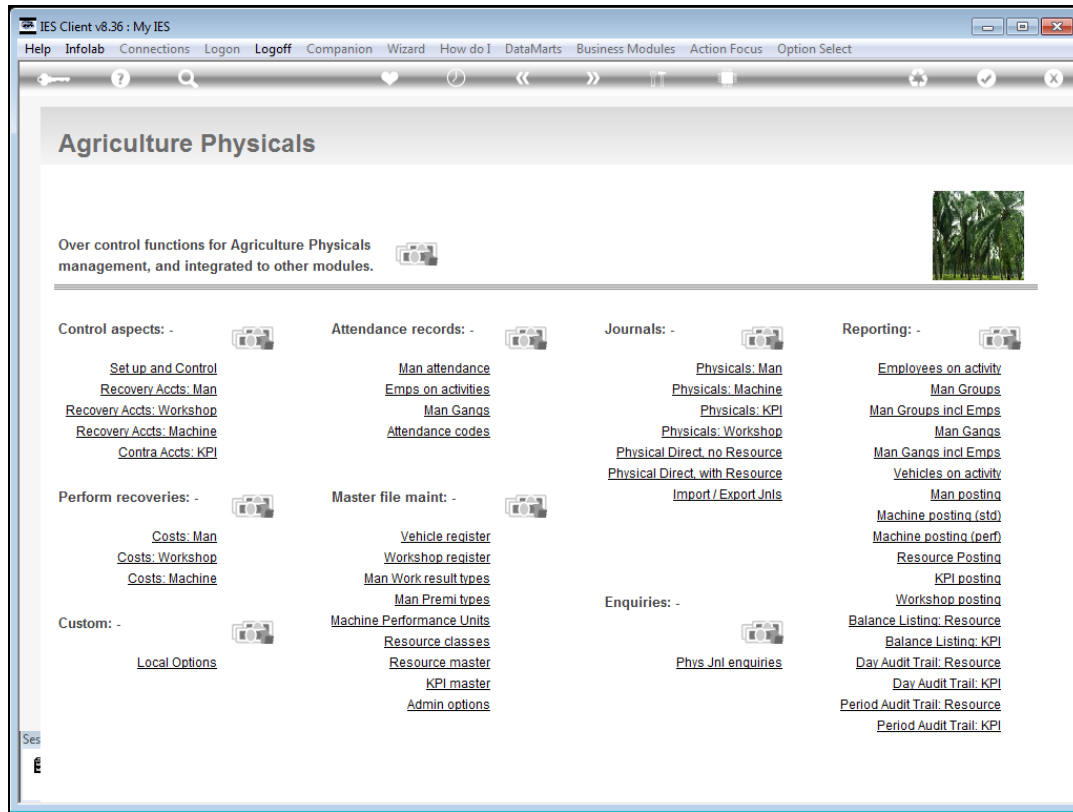 IES Client v8.36 : My IES
Help Infolab Connections Logon Logoff Companion Wizard How do I DataMarts Business Modules Action Focus Option Select
Agriculture Physicals
Over control functions for Agriculture Physicals
management, and integrated to other modules.
Control aspects: -
Set up and Control
Recovery Accts: Man
Recovery Accts: Workshop
Recovery Accts: Machine
Contra Accts: KPI
Perform recoveries: -
Costs: Man
Costs: Workshop
Costs: Machine
Custom: -
Local Options
Attendance records: -
Man attendance
Emps on activities
Man Gangs
Attendance codes
Master file maint: -
Vehicle register
Workshop register
Man Work result types
Man Premi types
Machine Performance Units
Resource classes
Resource master
KPI master
Admin options
Journals: -
Physicals: Man
Physicals: Machine
Physicals: KPI
Physicals: Workshop
Physical Direct, no Resource
Physical Direct, with Resource
Import / Export Jnls
Enquiries: -
Phys Jnl enquiries
Reporting: -
Employees on activity
Man Groups
Man Groups incl Emps
Man Gangs
Man Gangs incl Emps
Vehicles on activity
Man posting
Machine posting (std)
Machine posting (perf)
Resource Posting
KPI posting
Workshop posting
Balance Listing: Resource
Balance Listing: KPI
Day Audit Trail: Resource
Day Audit Trail: KPI
Period Audit Trail: Resource
Period Audit Trail: KPI
Ses